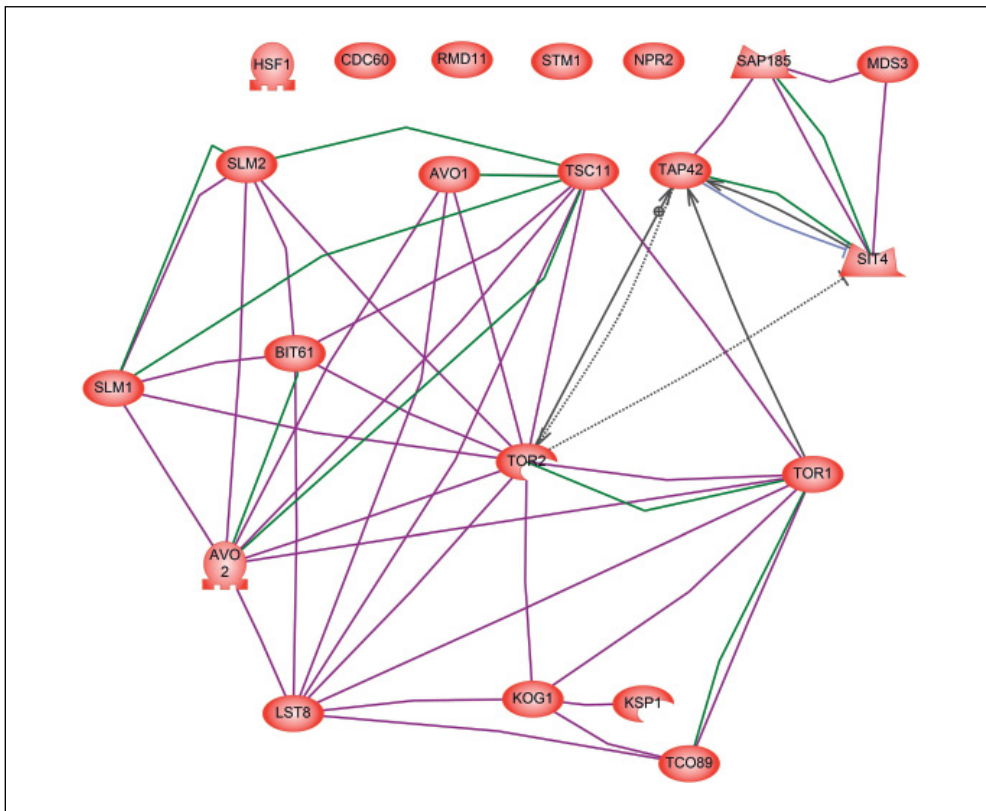 HSF1
CDC60
RMD11
STM1
NPR2
SAP185
MDS3
SLM2
AVO1
TSC11
TAP42
SIT4
BIT61
SLM1
TOR2
TOR1
AVO
2
LST8
KOG1
KSP1
TCO89